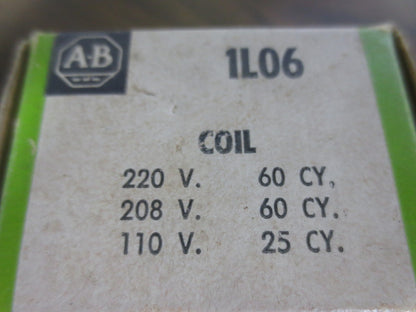 A-B
1L06
COIL
220 V. 60 CY.
208 V. 60 CY.
110 V. 25 CY.